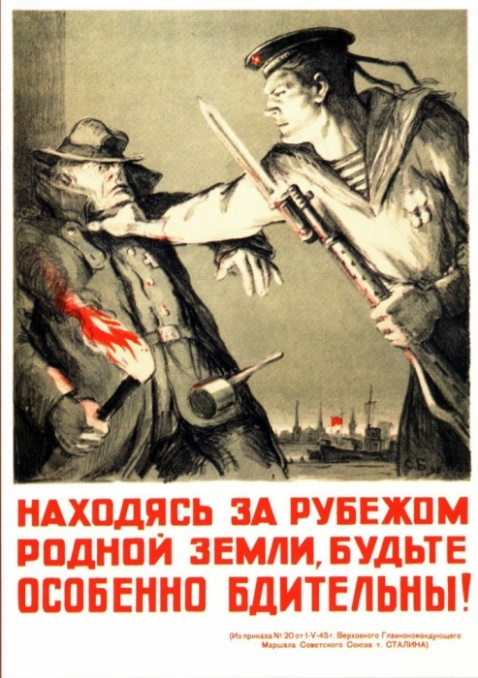 НАХОДЯСЬ ЗА РУБЕЖОМ
РОДНОЙ ЗЕМЛИ, БУДЬТЕ
ОСОБЕННО БДИТЕЛЬНЫ!
(Из приказа № 20 от I-V-45 г. Верховного Главнокомандующего
Маршала Советского Союза т. СТАЛИНА)